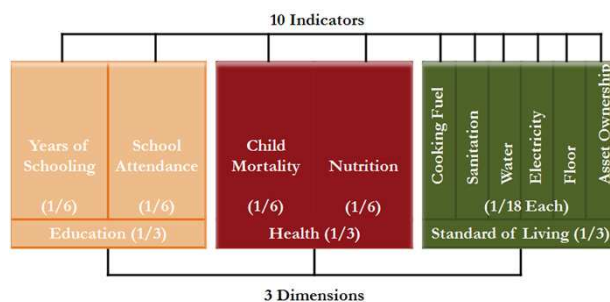 10 Indicators
Years of
Schooling
(1/6)
School
Attendance
(1/6)
Education (1/3)
Child
Mortality
(1/6)
Nutrition
(1/6)
Health (1/3)
Cooking Fuel
Sanitation
Water
Electricity
Floor
Asset Ownership
(1/18 Each)
Standard of Living (1/3)
3 Dimensions